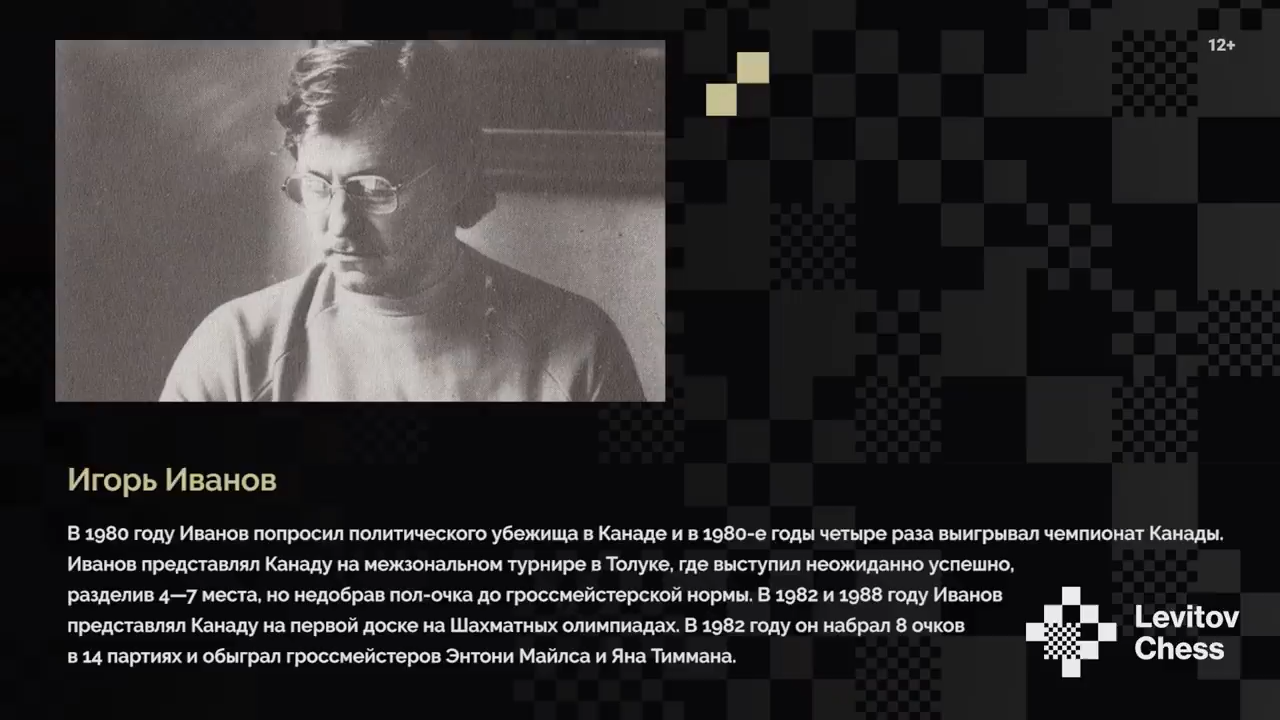 12+
Игорь Иванов
В 1980 году Иванов попросил политического убежища в Канаде и в 1980-е годы четыре раза выигрывал чемпионат Канады.
Иванов представлял Канаду на межзональном турнире в Толуке, где выступил неожиданно успешно,
разделив 4—7 места, но недобрав пол-очка до гроссмейстерской нормы. В 1982 и 1988 году Иванов
представлял Канаду на первой доске на Шахматных олимпиадах. В 1982 году он набрал 8 очков
в 14 партиях и обыграл гроссмейстеров Энтони Майлса и Яна Тиммана.
Levitov
Chess